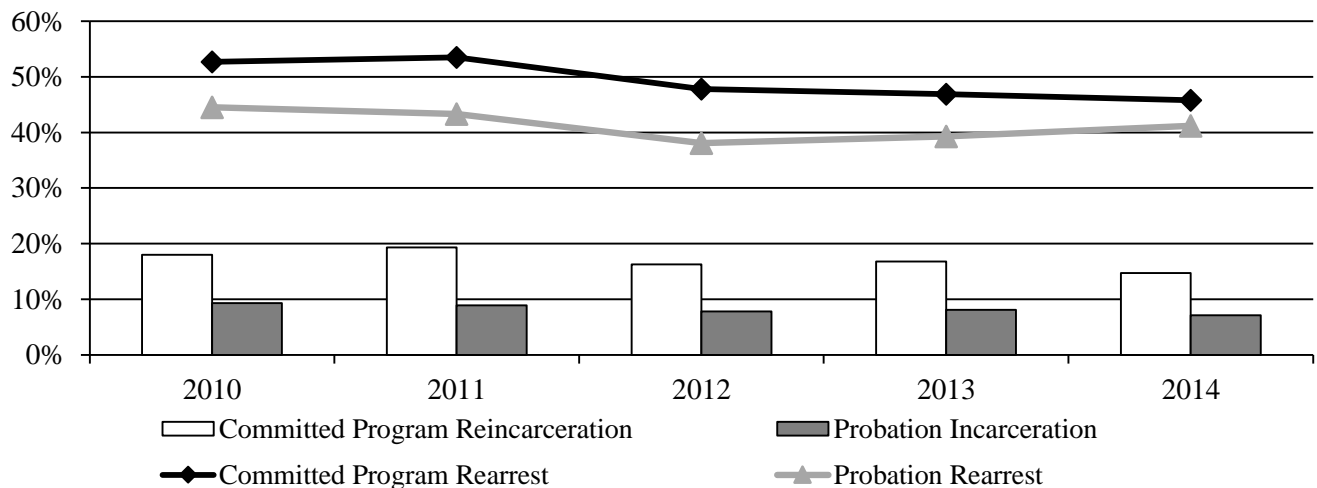 60%
50%
40%
30%
20%
10%
0%
2010 2011 2012 2013 2014
Committed Program Reincarceration Probation Incarceration
Committed Program Rearrest Probation Rearrest